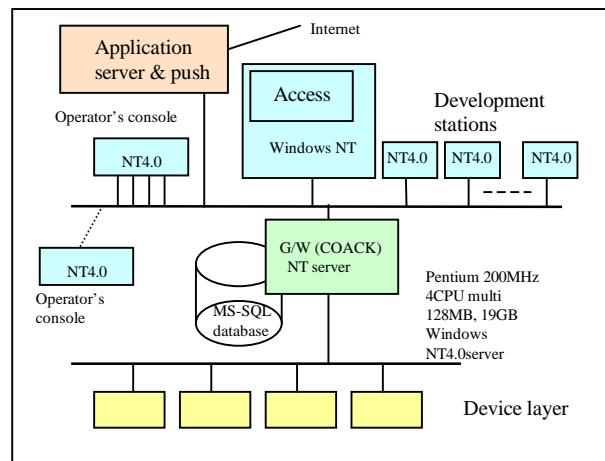 Internet
Application
server & push
Access
Windows NT
Operator's console
NT4.0
Development
stations
NT4.0
NT4.0
NT4.0
NT4.0
Operator's
console
G/W (COACK)
NT server
MS-SQL
database
Pentium 200MHz
4CPU multi
128MB, 19GB
Windows
NT4.0server
Device layer